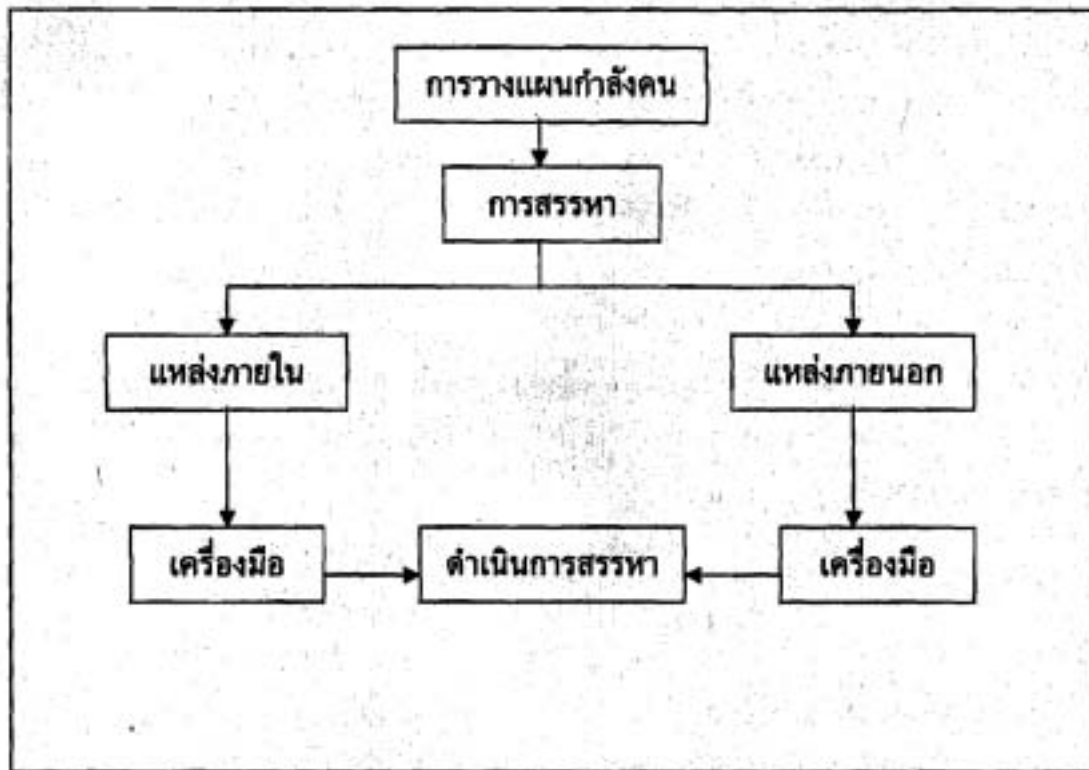 การวางแผนกำลังคน
การสรรหา
แหล่งภายใน
แหล่งภายนอก
เครื่องมือ
ดำเนินการสรรหา
เครื่องมือ